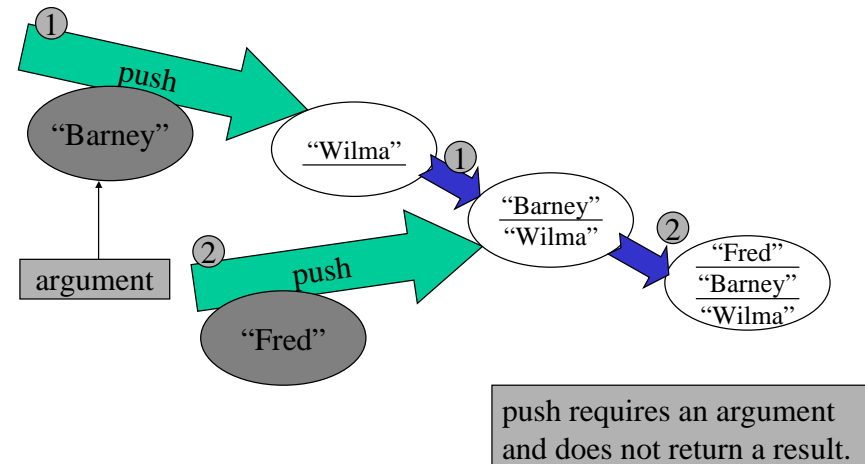 1
push
“Barney”
“Wilma”
1
“Barney”
“Wilma”
argument
2
push
“Fred”
2
“Fred”
“Barney”
“Wilma”
push requires an argument
and does not return a result.